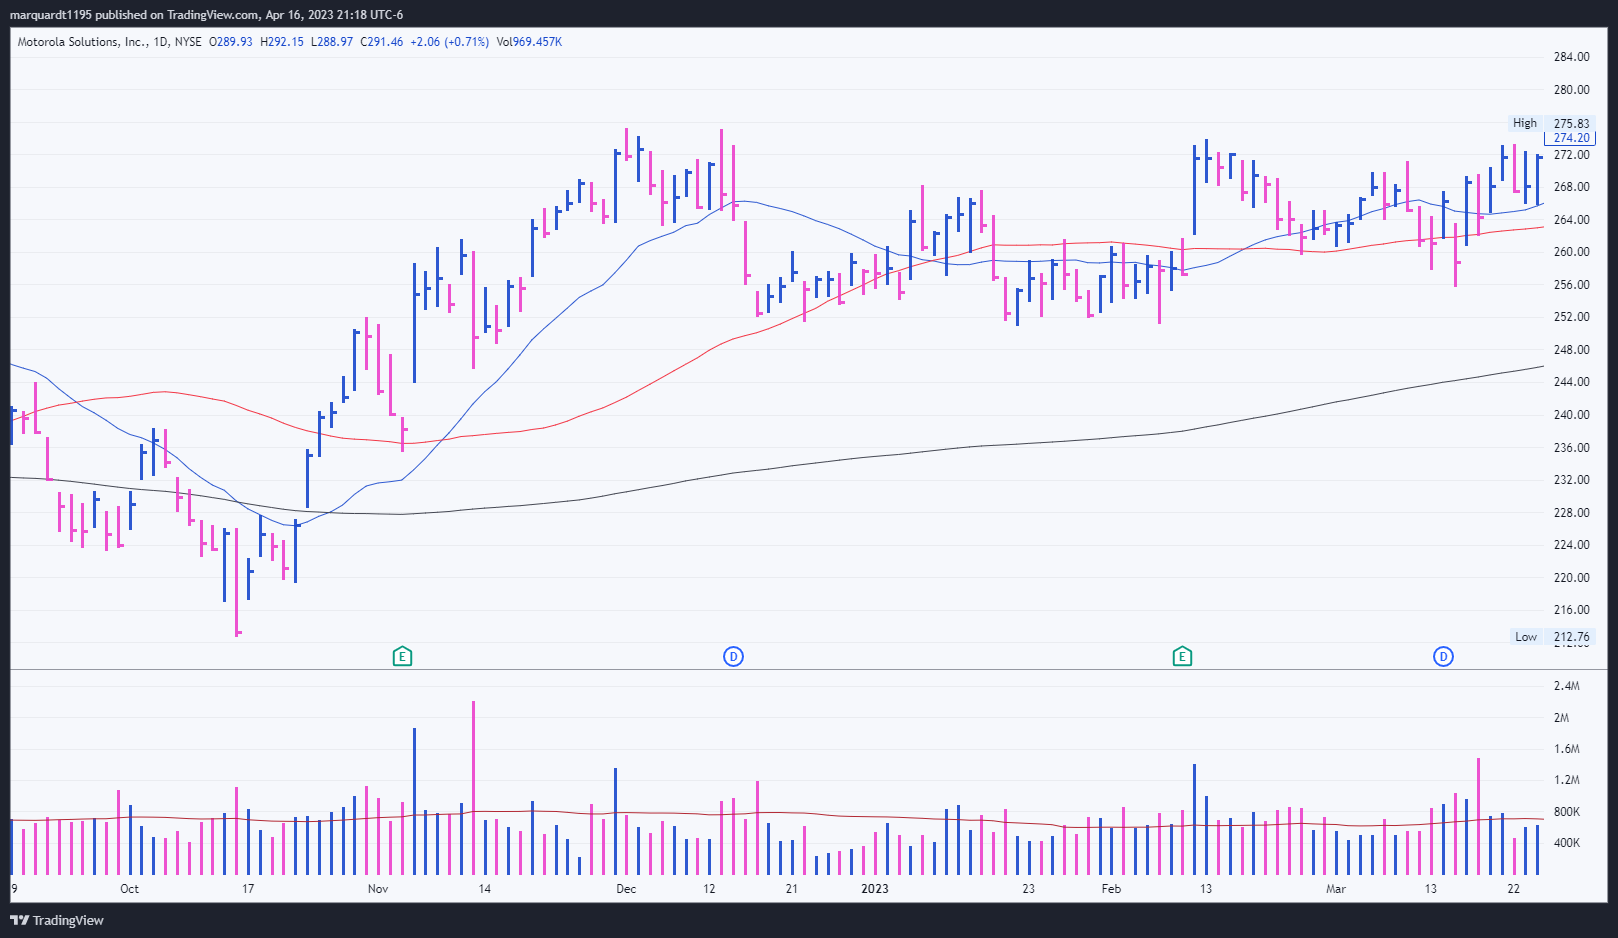 marquardt1195 published on TradingView.com, Apr 16, 2023 21:18 UTC-6
Motorola Solutions, Inc., 1D, NYSE O289.93 H292.15 L288.97 C291.46 +2.06 (+0.71%) Vol969.457K
284.00
280.00
High 275.83
274.20
272.00
268.00
264.00
260.00
256.00
252.00
248.00
244.00
240.00
236.00
232.00
228.00
224.00
220.00
216.00
Low 212.76
E D E D
2.4M
2M
1.6M
1.2M
800K
400K
9 Oct 17 Nov 14 Dec 12 21 2023 23 Feb 13 Mar 13 22
TradingView